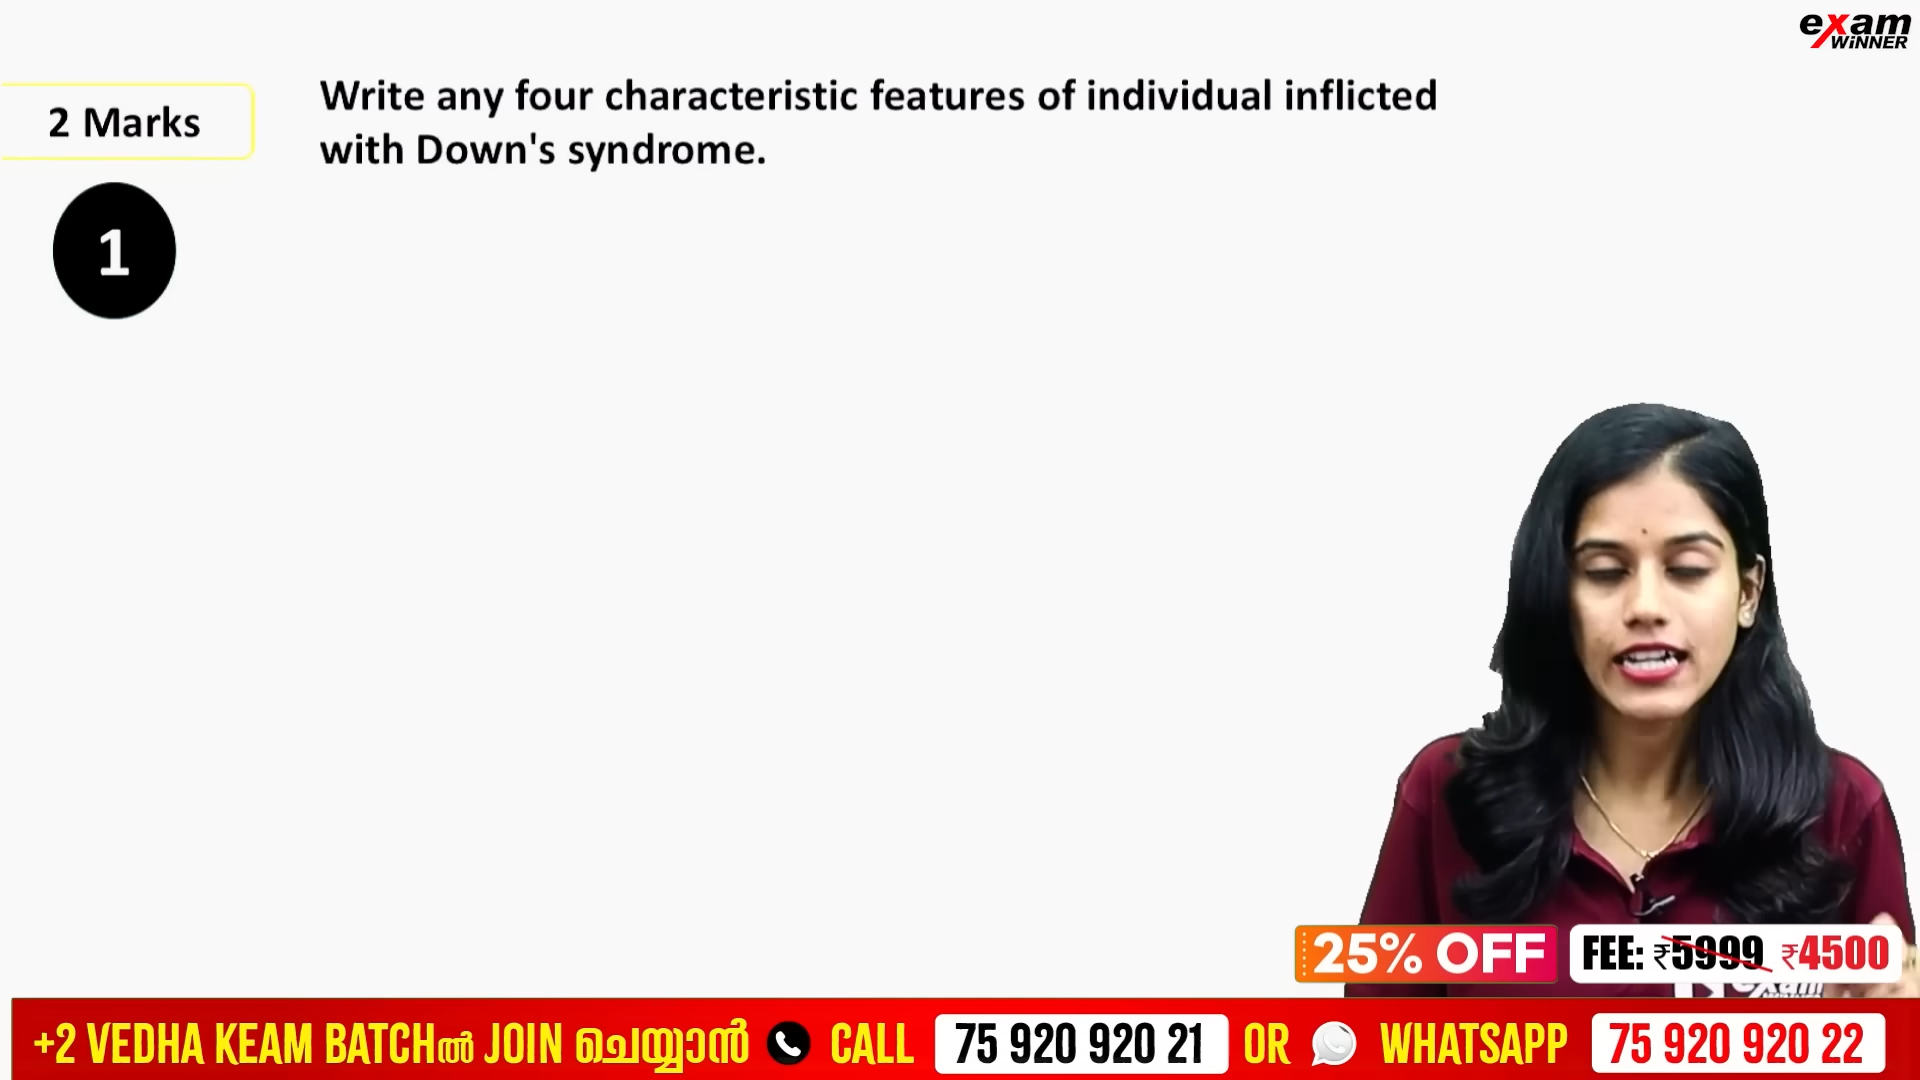 exam
WiNNER
2 Marks
Write any four characteristic features of individual inflicted
with Down's syndrome.
1
25% OFF
FEE: ₹5999 ₹4500
exam
+2 VEDHA KEAM BATCHൽ JOIN ചെയ്യാൻ CALL 75 920 920 21 OR WHATSAPP 75 920 920 22